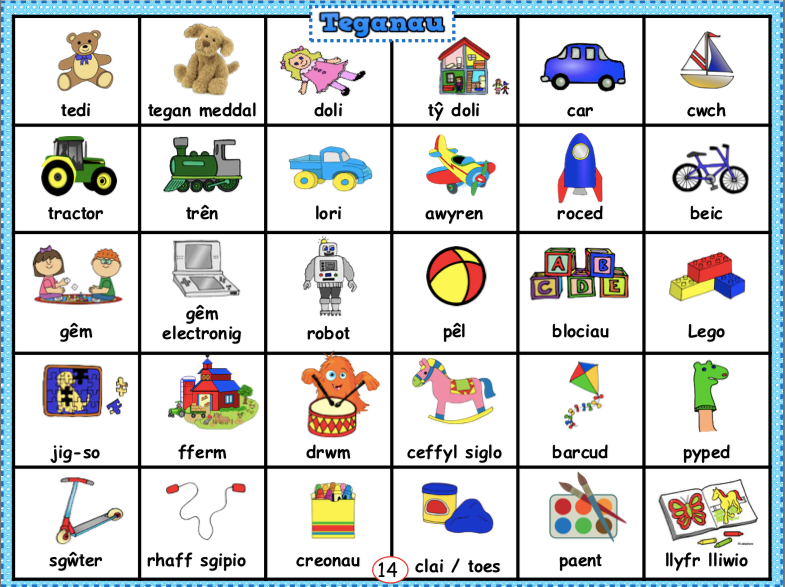 Teganau
tedi
tegan meddal
doli
tŷ doli
car
cwch
tractor
trên
lori
awyren
roced
beic
gêm
gêm
electronig
robot
pêl
A B
C D E
blociau
Lego
jig-so
fferm
drwm
ceffyl siglo
barcud
pyped
sgŵter
rhaff sgipio
creonau
14
clai / toes
paent
llyfr lliwio